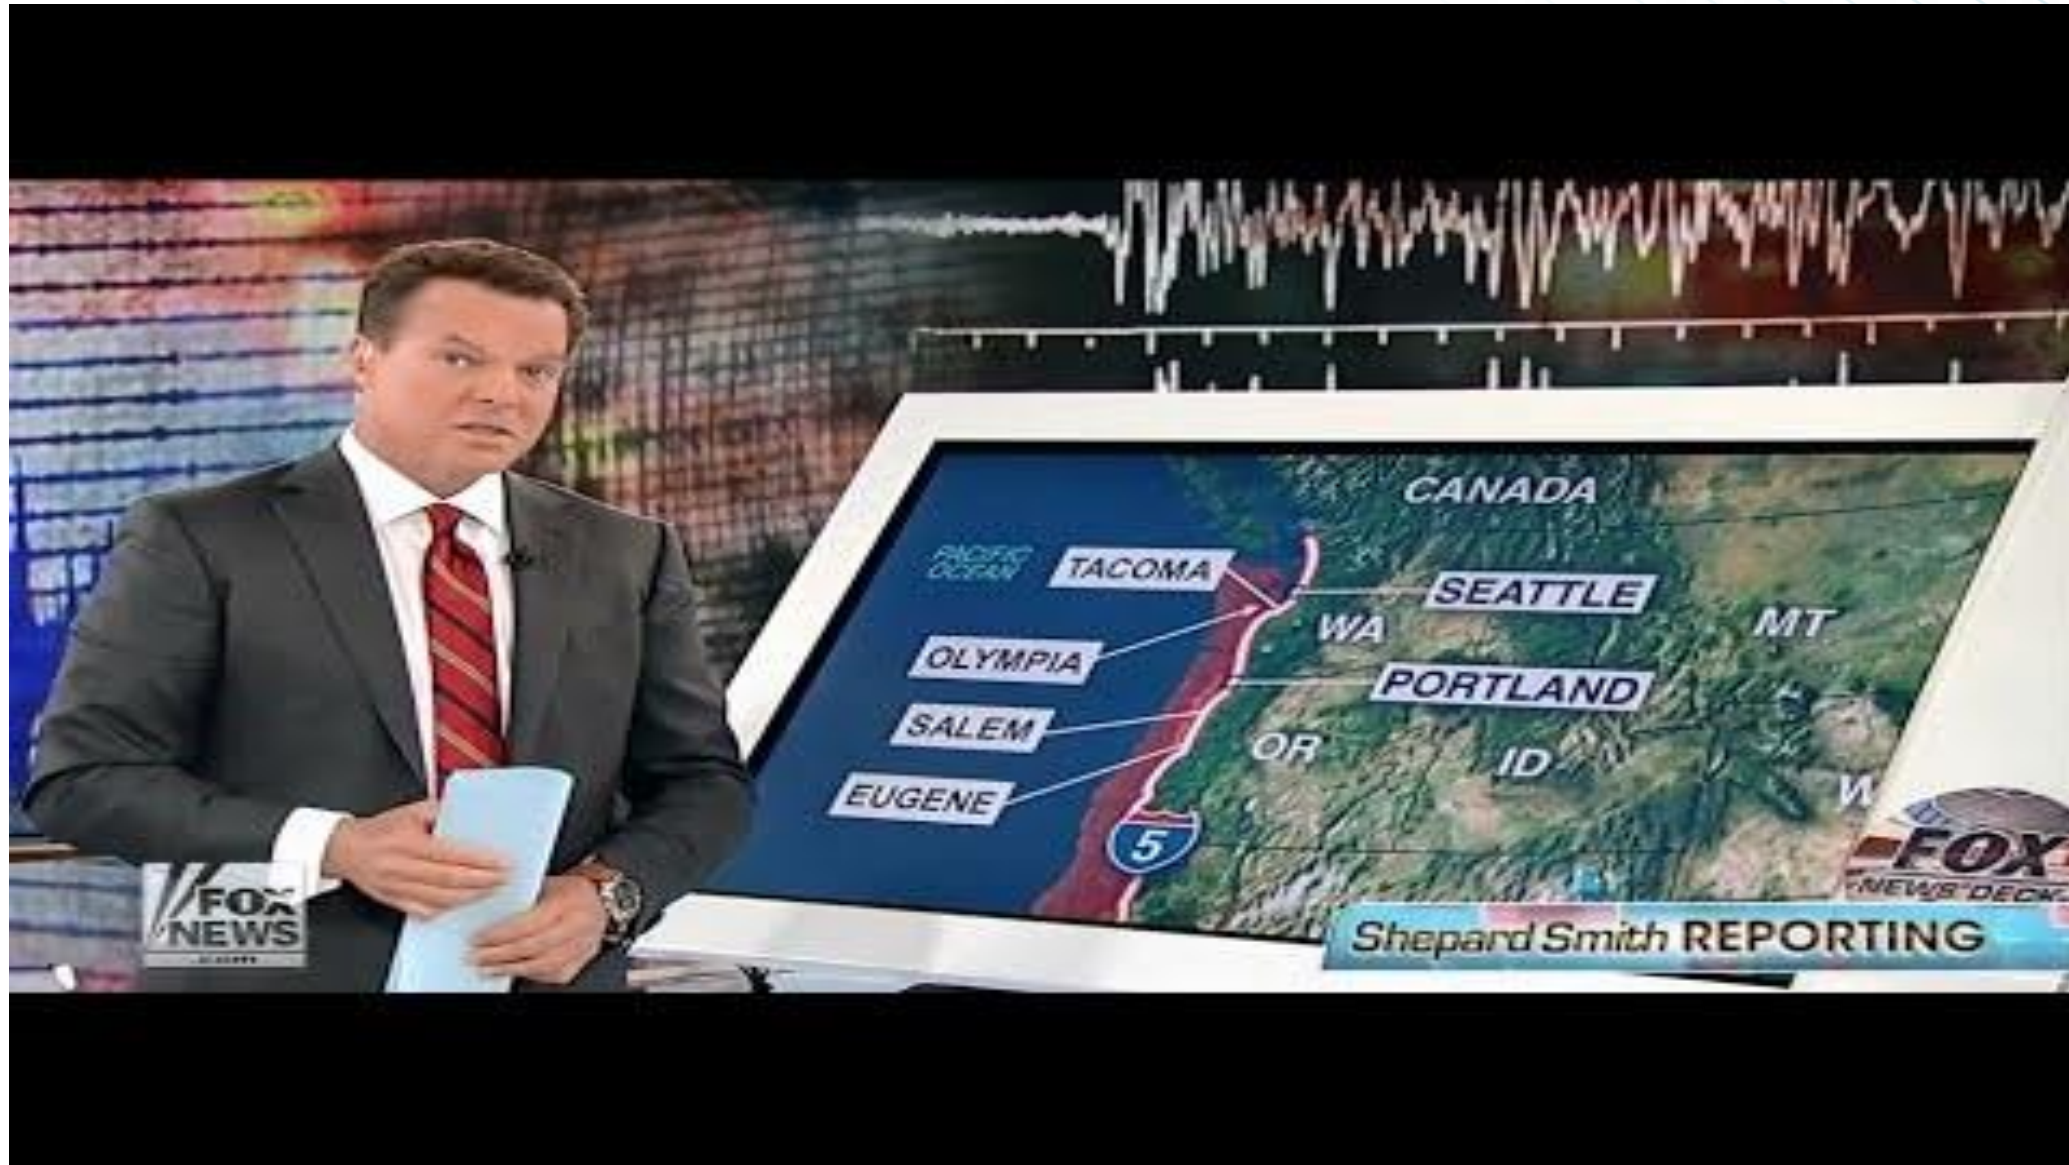 CANADA
PACIFIC
OCEAN
TACOMA
SEATTLE
WA
MT
OLYMPIA
PORTLAND
SALEM
OR
ID
EUGENE
W
5
FOX
NEWS DECK
FOX
NEWS
Shepard Smith REPORTING